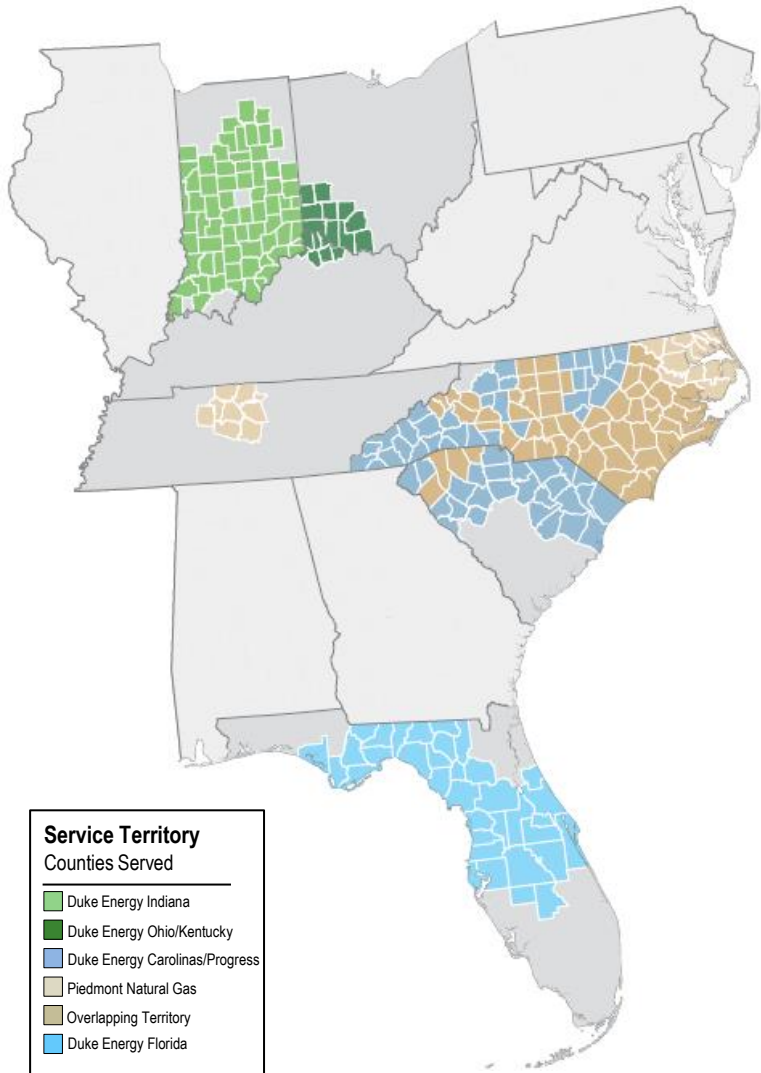 Service Territory
Counties Served
Duke Energy Indiana
Duke Energy Ohio/Kentucky
Duke Energy Carolinas/Progress
Piedmont Natural Gas
Overlapping Territory
Duke Energy Florida